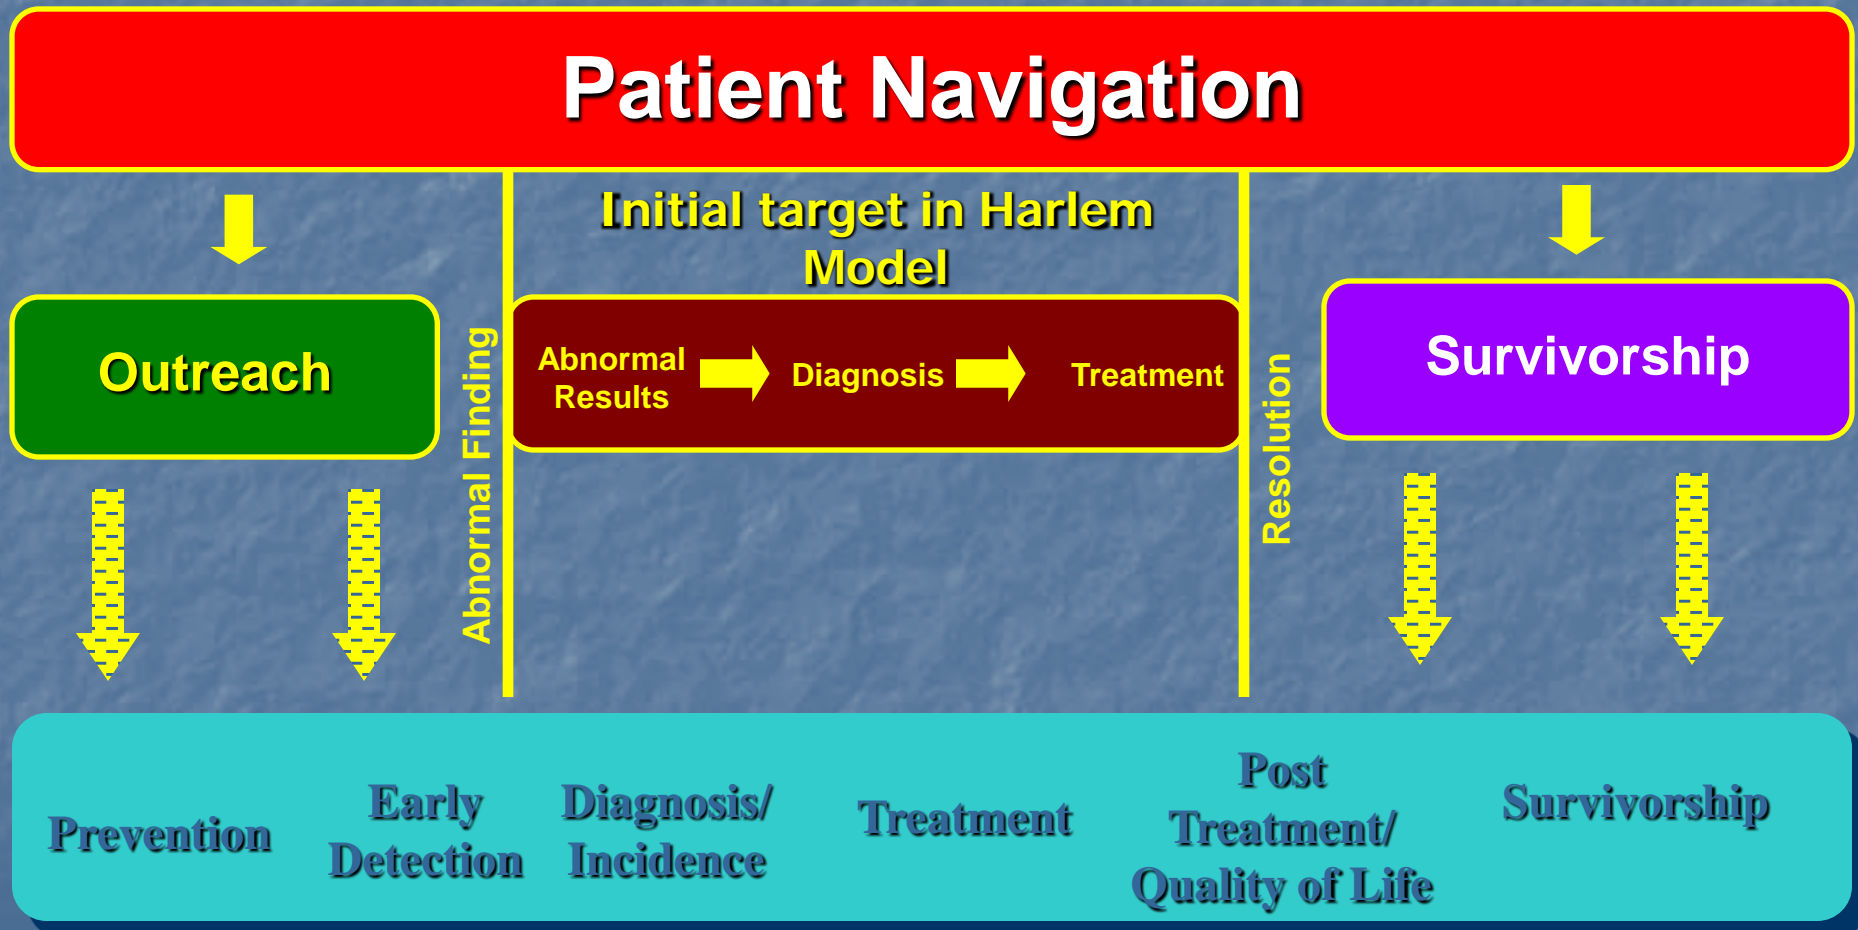 Patient Navigation
Initial target in Harlem
Model
Outreach
Abnormal Finding
Abnormal
Results
Diagnosis
Treatment
Resolution
Survivorship
Prevention
Early
Detection
Diagnosis/
Incidence
Treatment
Post
Treatment/
Quality of Life
Survivorship